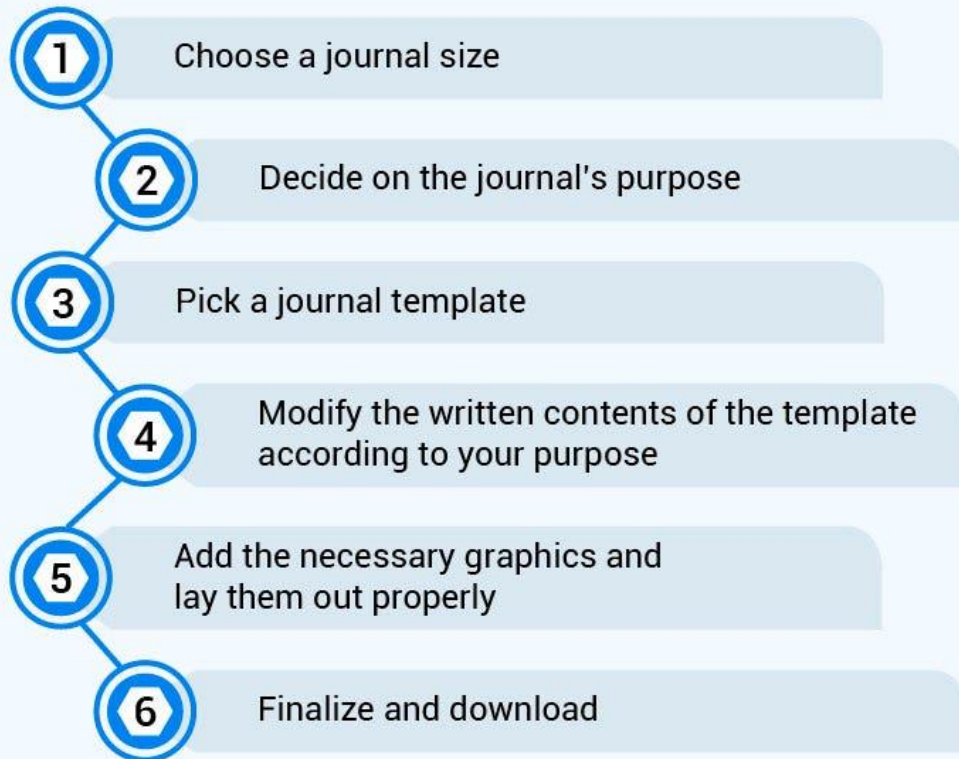 1
Choose a journal size
2
Decide on the journal's purpose
3
Pick a journal template
4
Modify the written contents of the template
according to your purpose
5
Add the necessary graphics and
lay them out properly
6
Finalize and download